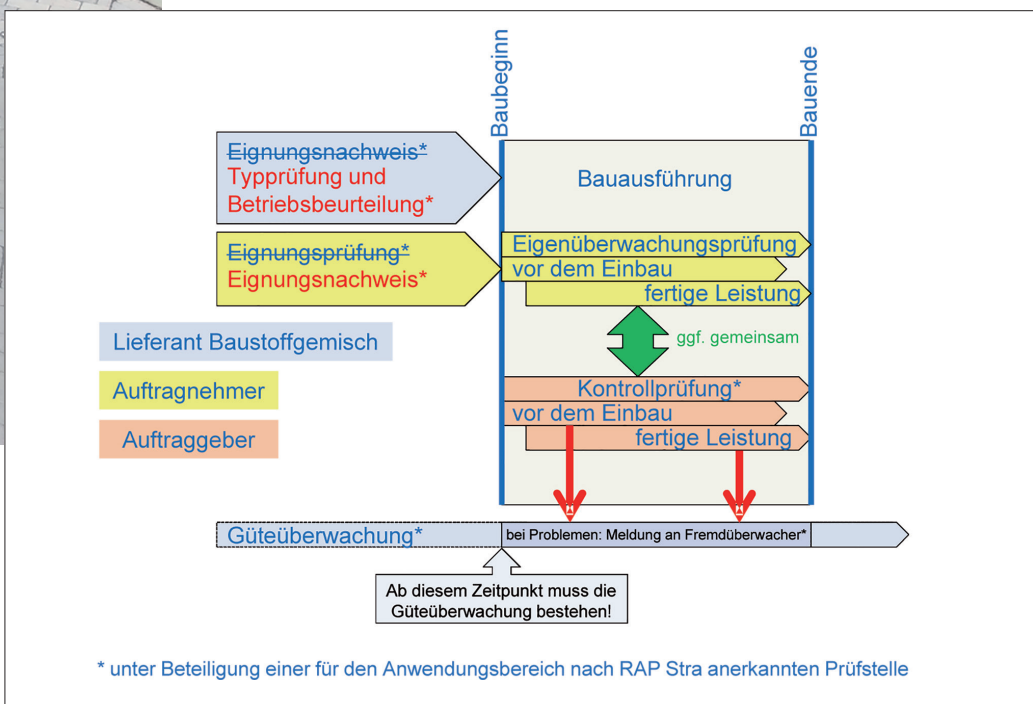 Baubeginn
Bauende
Eignungsnachweis*
Typprüfung und
Betriebsbeurteilung*
Bauausführung
Eignungsprüfung*
Eignungsnachweis*
Eigenüberwachungsprüfung
vor dem Einbau
fertige Leistung
ggf. gemeinsam
Lieferant Baustoffgemisch
Auftragnehmer
Auftraggeber
Kontrollprüfung*
vor dem Einbau
fertige Leistung
Güteüberwachung*
bei Problemen: Meldung an Fremdüberwacher*
Ab diesem Zeitpunkt muss die
Güteüberwachung bestehen!
* unter Beteiligung einer für den Anwendungsbereich nach RAP Stra anerkannten Prüfstelle